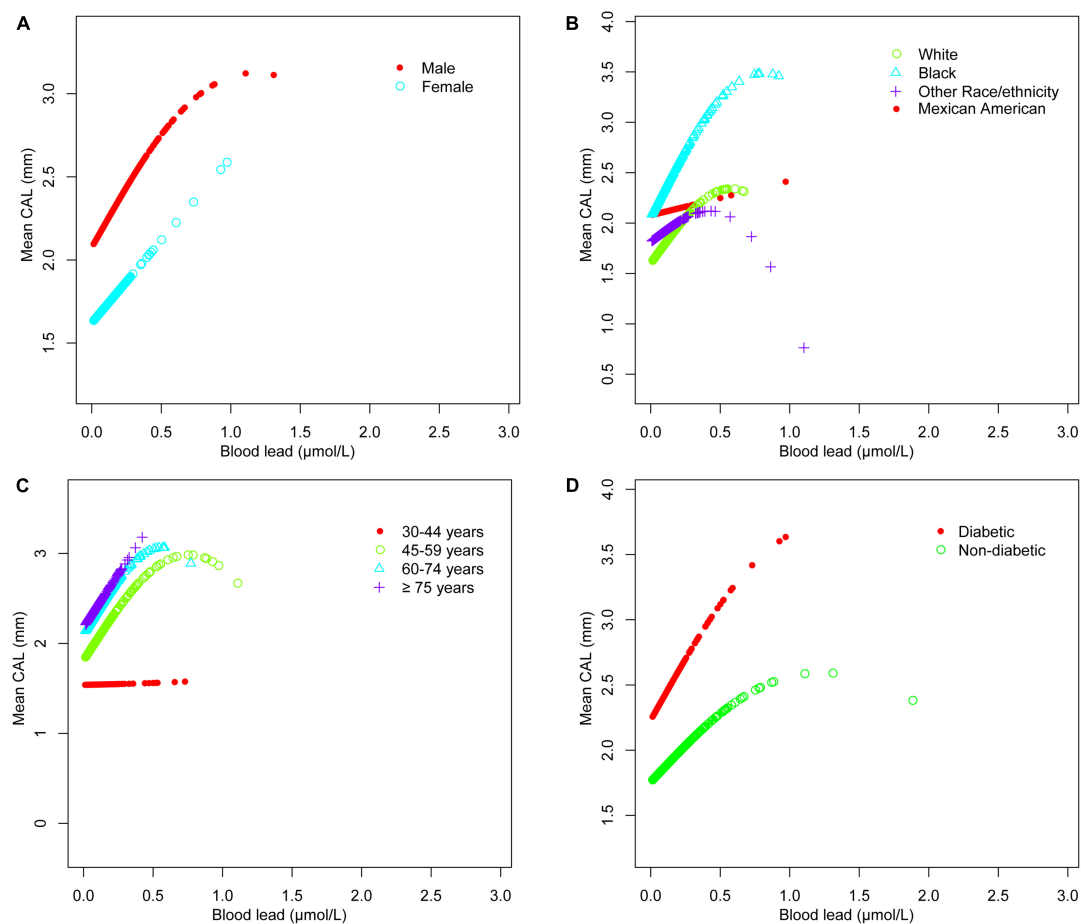 A
Male
Female
Mean CAL (mm)
3.0
2.5
2.0
1.5
0.0 0.5 1.0 1.5 2.0 2.5 3.0
Blood lead (µmol/L)
B
White
Black
Other Race/ethnicity
Mexican American
Mean CAL (mm)
4.0
3.5
3.0
2.5
2.0
1.5
1.0
0.5
0.0 0.5 1.0 1.5 2.0 2.5 3.0
Blood lead (µmol/L)
C
30-44 years
45-59 years
60-74 years
≥ 75 years
Mean CAL (mm)
3
2
1
0
0.0 0.5 1.0 1.5 2.0 2.5 3.0
Blood lead (µmol/L)
D
Diabetic
Non-diabetic
Mean CAL (mm)
4.0
3.5
3.0
2.5
2.0
1.5
0.0 0.5 1.0 1.5 2.0 2.5 3.0
Blood lead (µmol/L)